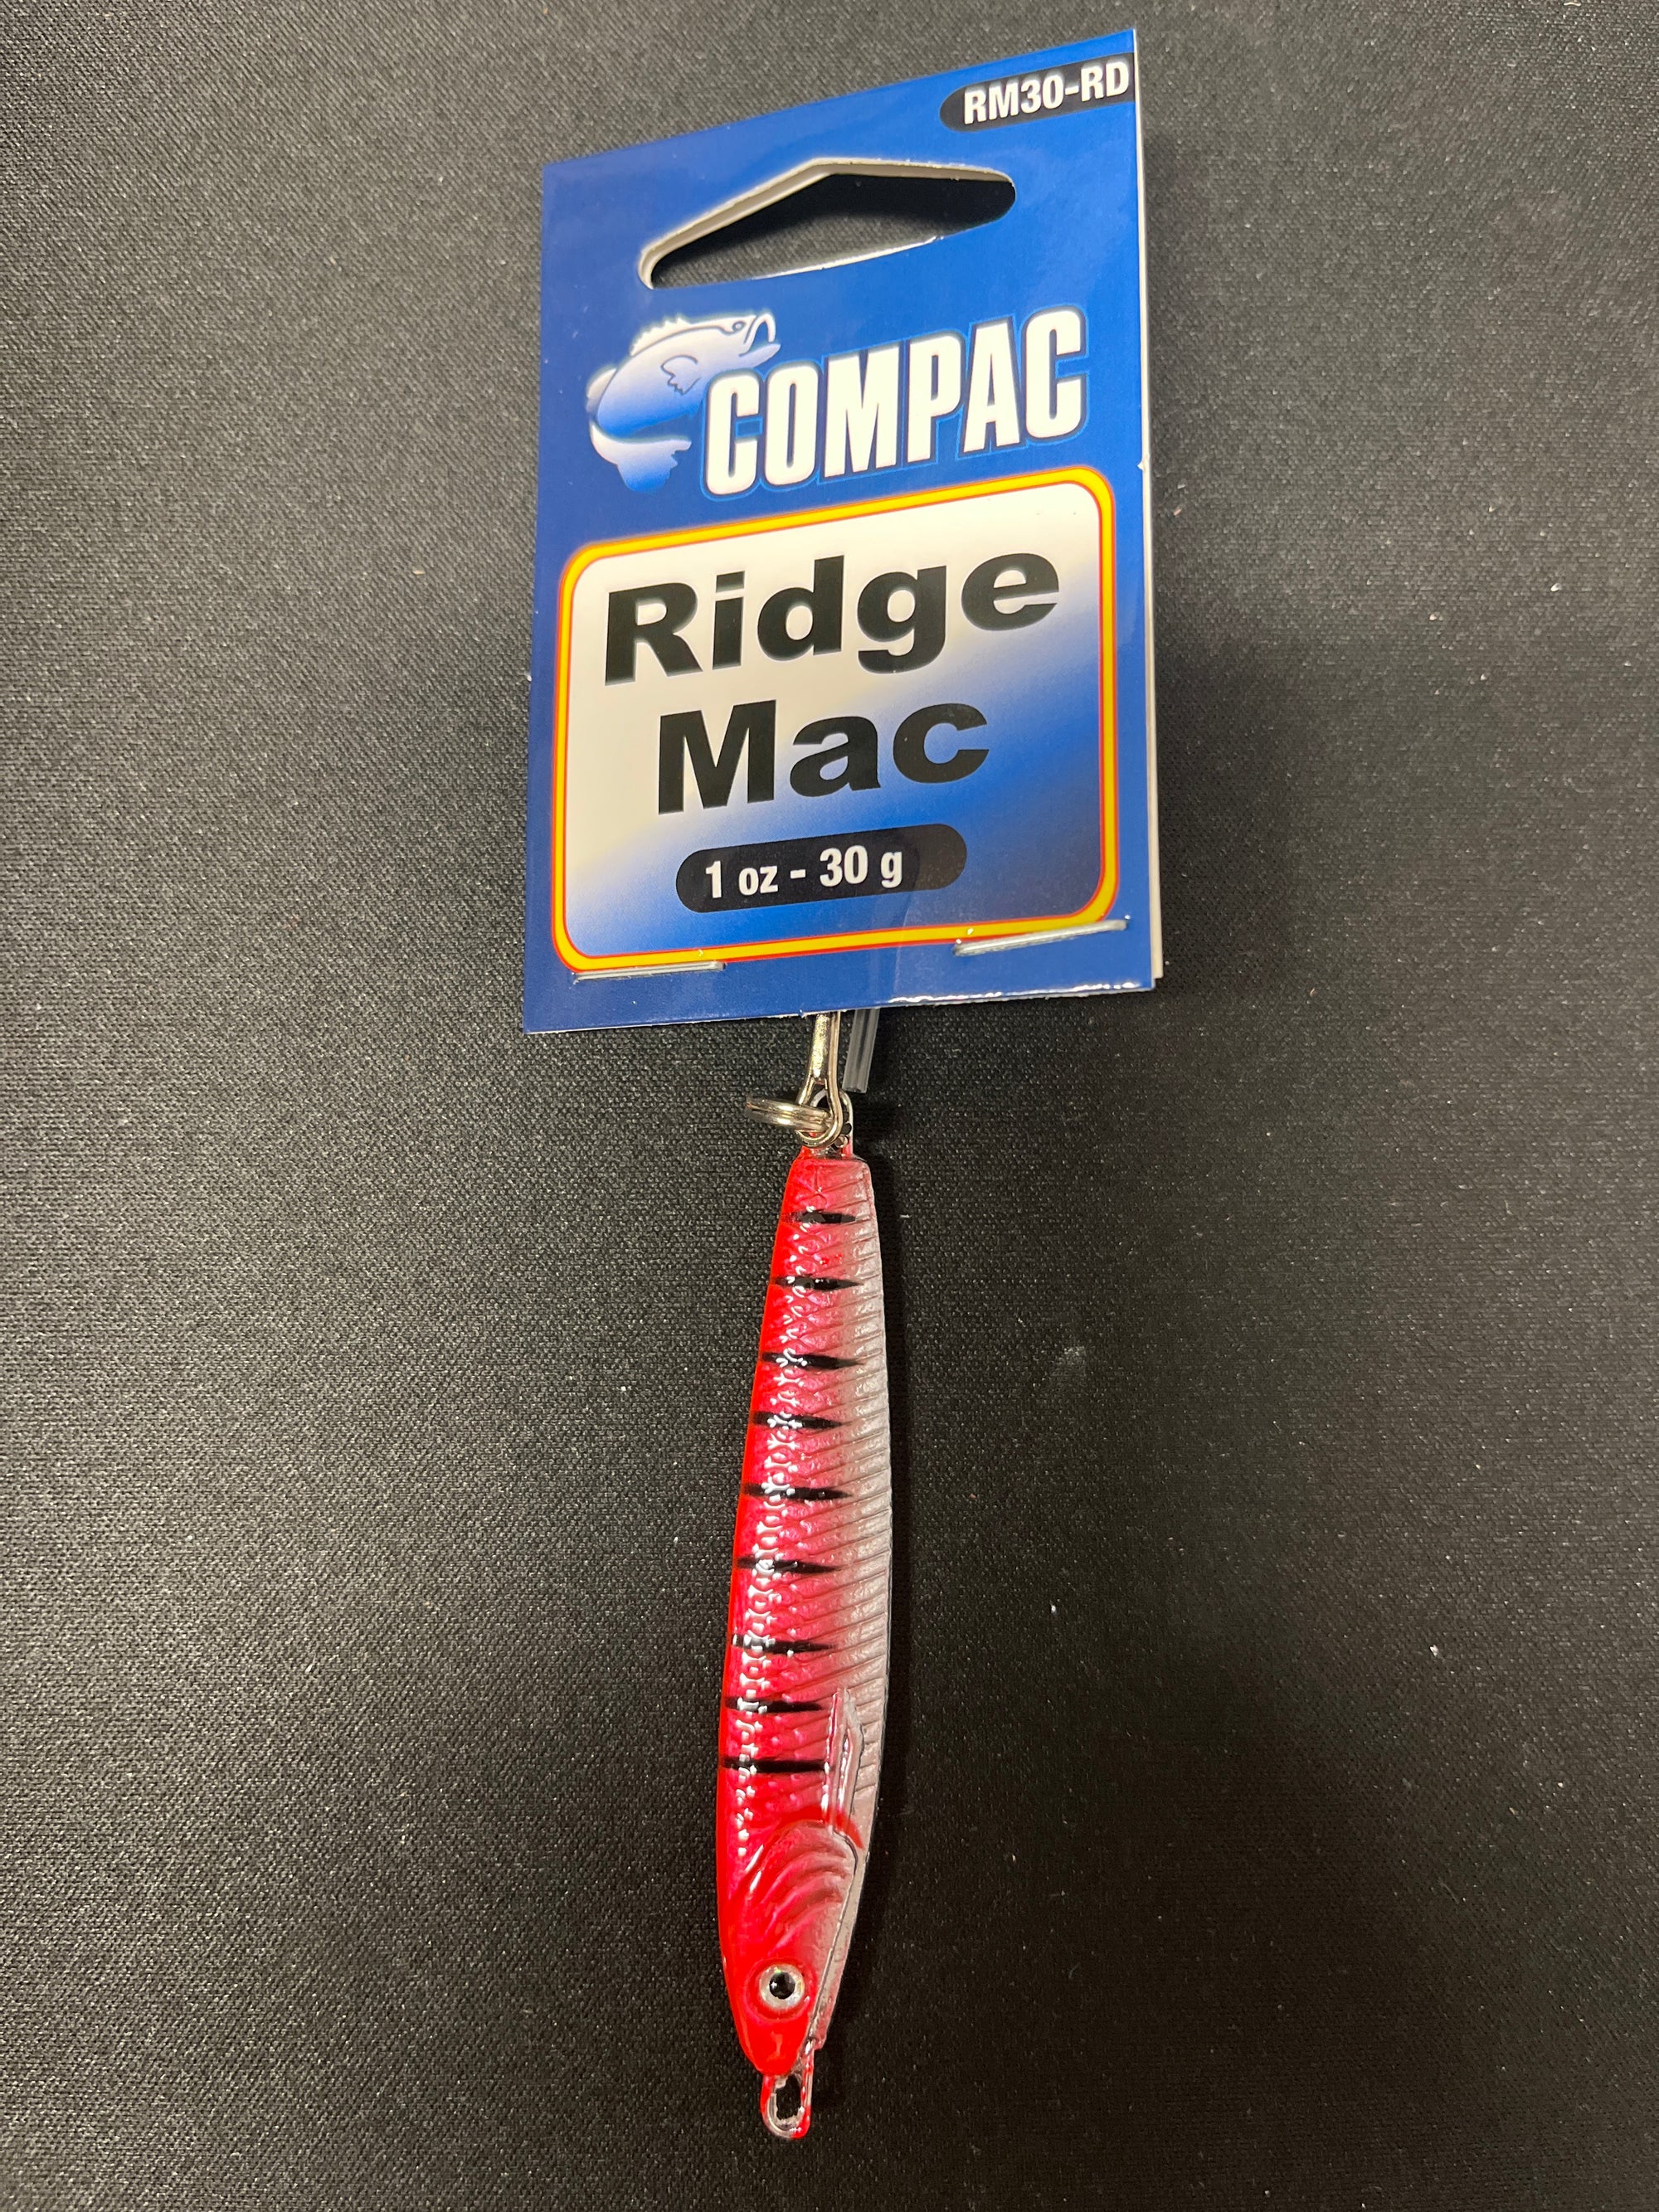 RM30-RD
COMPAC
Ridge
Mac
1 oz - 30 g